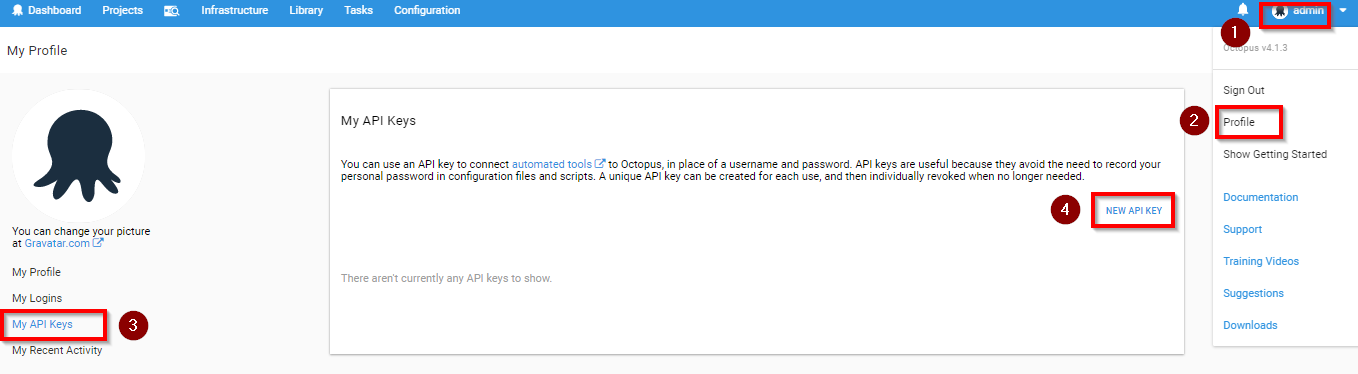 Dashboard Projects Infrastructure Library Tasks Configuration admin
1
My Profile
Octopus v4.1.3
Sign Out
2 Profile
Show Getting Started
Documentation
Support
Training Videos
Suggestions
Downloads
My API Keys
You can use an API key to connect automated tools to Octopus, in place of a username and password. API keys are useful because they avoid the need to record your
personal password in configuration files and scripts. A unique API key can be created for each use, and then individually revoked when no longer needed.
4 NEW API KEY
There aren't currently any API keys to show.
You can change your picture
at Gravatar.com
My Profile
My Logins
My API Keys 3
My Recent Activity